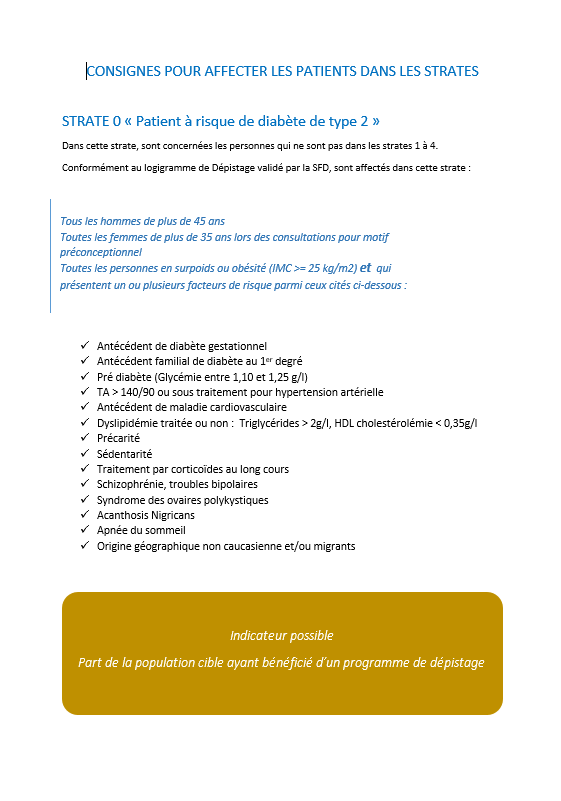 CONSIGNES POUR AFFECTER LES PATIENTS DANS LES STRATES
STRATE 0 « Patient à risque de diabète de type 2 »
Dans cette strate, sont concernées les personnes qui ne sont pas dans les strates 1 à 4.
Conformément au logigramme de Dépistage validé par la SFD, sont affectés dans cette strate :
Tous les hommes de plus de 45 ans
Toutes les femmes de plus de 35 ans lors des consultations pour motif
préconceptionnel
Toutes les personnes en surpoids ou obésité (IMC >= 25 kg/m2) et qui
présentent un ou plusieurs facteurs de risque parmi ceux cités ci-dessous :
✓ Antécédent de diabète gestationnel
✓ Antécédent familial de diabète au 1er degré
✓ Pré diabète (Glycémie entre 1,10 et 1,25 g/l)
✓ TA > 140/90 ou sous traitement pour hypertension artérielle
✓ Antécédent de maladie cardiovasculaire
✓ Dyslipidémie traitée ou non : Triglycérides > 2g/l, HDL cholestérolémie < 0,35g/l
✓ Précarité
✓ Sédentarité
✓ Traitement par corticoïdes au long cours
✓ Schizophrénie, troubles bipolaires
✓ Syndrome des ovaires polykystiques
✓ Acanthosis Nigricans
✓ Apnée du sommeil
✓ Origine géographique non caucasienne et/ou migrants
Indicateur possible
Part de la population cible ayant bénéficié d'un programme de dépistage